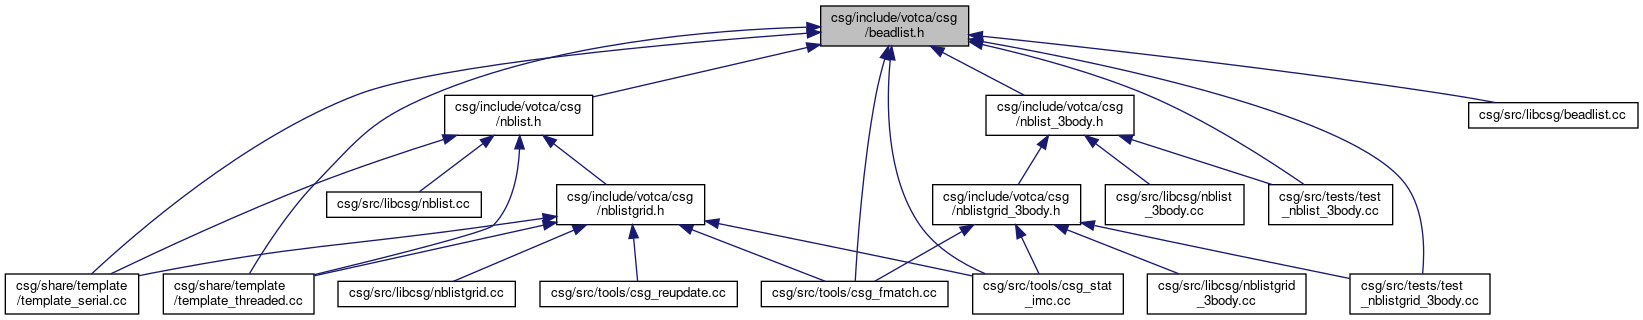 csg/include/votca/csg
/beadlist.h
csg/include/votca/csg
/nblist.h
csg/include/votca/csg
/nblist_3body.h
csg/src/libcsg/beadlist.cc
csg/src/libcsg/nblist.cc
csg/include/votca/csg
/nblistgrid.h
csg/include/votca/csg
/nblistgrid_3body.h
csg/src/libcsg/nblist
_3body.cc
csg/src/tests/test
_nblist_3body.cc
csg/share/template
/template_serial.cc
csg/share/template
/template_threaded.cc
csg/src/libcsg/nblistgrid.cc
csg/src/tools/csg_reupdate.cc
csg/src/tools/csg_fmatch.cc
csg/src/tools/csg_stat
_imc.cc
csg/src/libcsg/nblistgrid
_3body.cc
csg/src/tests/test
_nblistgrid_3body.cc